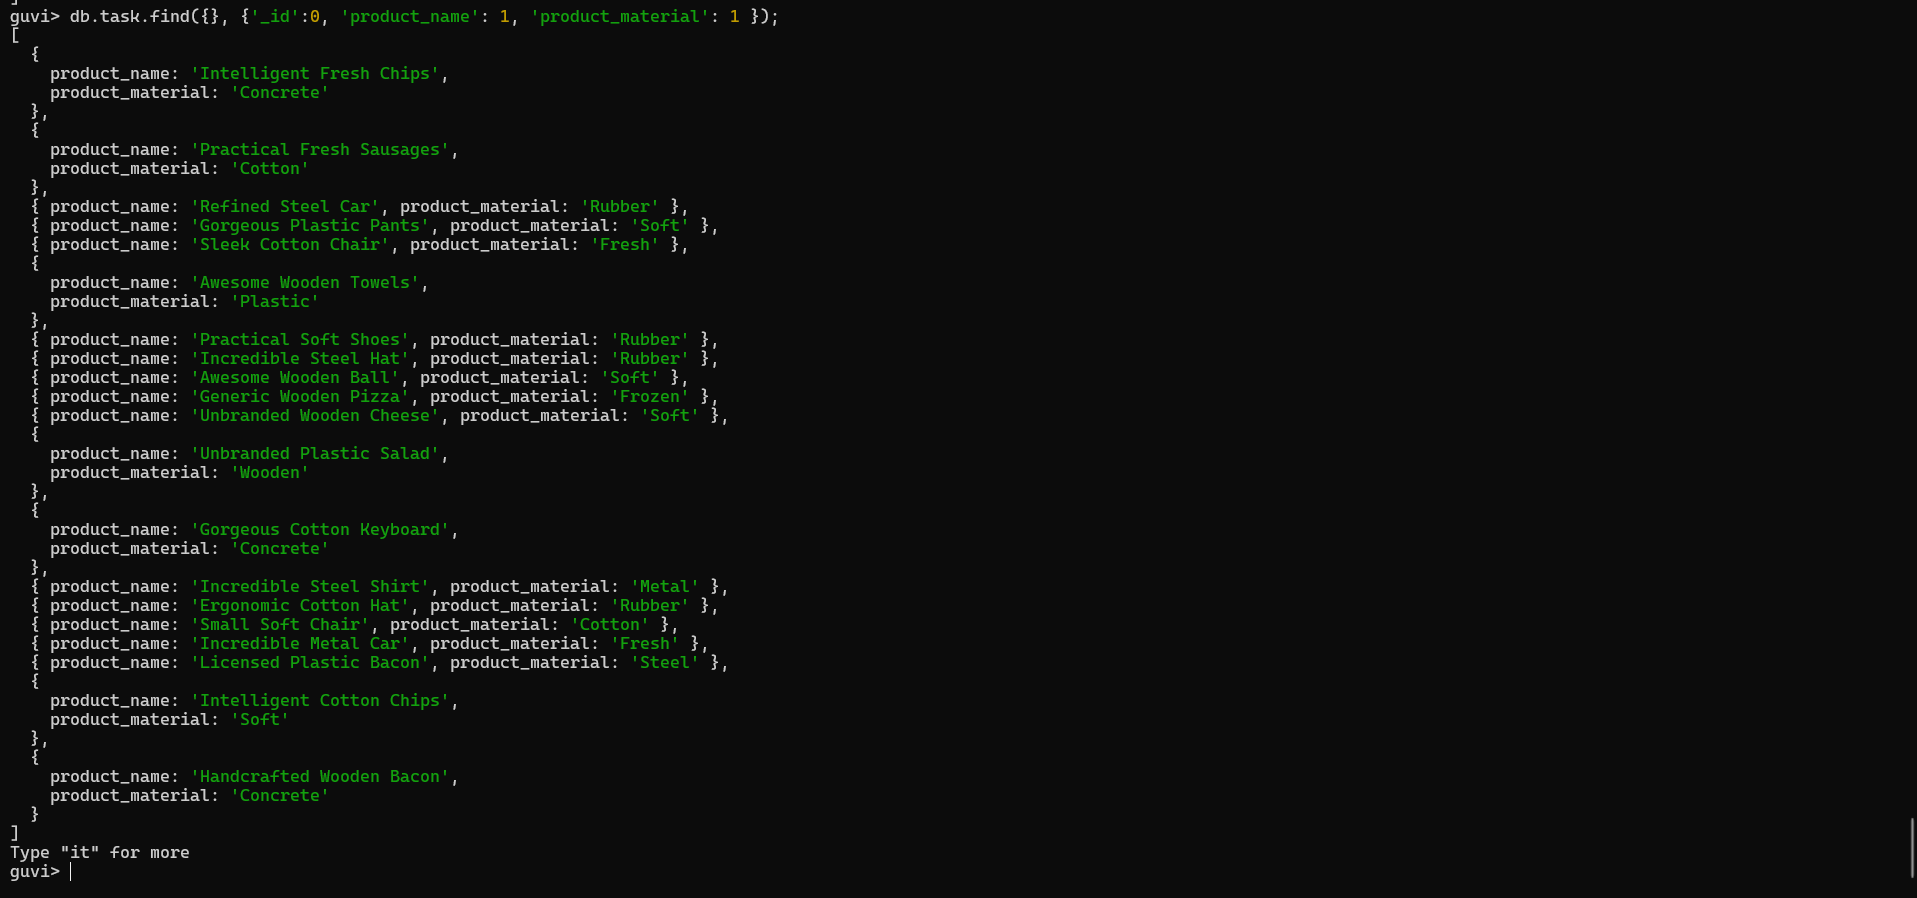 ]
guvi> db.task.find({}, {'_id':0, 'product_name': 1, 'product_material': 1 });
[
  {
    product_name: 'Intelligent Fresh Chips',
    product_material: 'Concrete'
  },
  {
    product_name: 'Practical Fresh Sausages',
    product_material: 'Cotton'
  },
  { product_name: 'Refined Steel Car', product_material: 'Rubber' },
  { product_name: 'Gorgeous Plastic Pants', product_material: 'Soft' },
  { product_name: 'Sleek Cotton Chair', product_material: 'Fresh' },
  {
    product_name: 'Awesome Wooden Towels',
    product_material: 'Plastic'
  },
  { product_name: 'Practical Soft Shoes', product_material: 'Rubber' },
  { product_name: 'Incredible Steel Hat', product_material: 'Rubber' },
  { product_name: 'Awesome Wooden Ball', product_material: 'Soft' },
  { product_name: 'Generic Wooden Pizza', product_material: 'Frozen' },
  { product_name: 'Unbranded Wooden Cheese', product_material: 'Soft' },
  {
    product_name: 'Unbranded Plastic Salad',
    product_material: 'Wooden'
  },
  {
    product_name: 'Gorgeous Cotton Keyboard',
    product_material: 'Concrete'
  },
  { product_name: 'Incredible Steel Shirt', product_material: 'Metal' },
  { product_name: 'Ergonomic Cotton Hat', product_material: 'Rubber' },
  { product_name: 'Small Soft Chair', product_material: 'Cotton' },
  { product_name: 'Incredible Metal Car', product_material: 'Fresh' },
  { product_name: 'Licensed Plastic Bacon', product_material: 'Steel' },
  {
    product_name: 'Intelligent Cotton Chips',
    product_material: 'Soft'
  },
  {
    product_name: 'Handcrafted Wooden Bacon',
    product_material: 'Concrete'
  }
]
Type "it" for more
guvi>